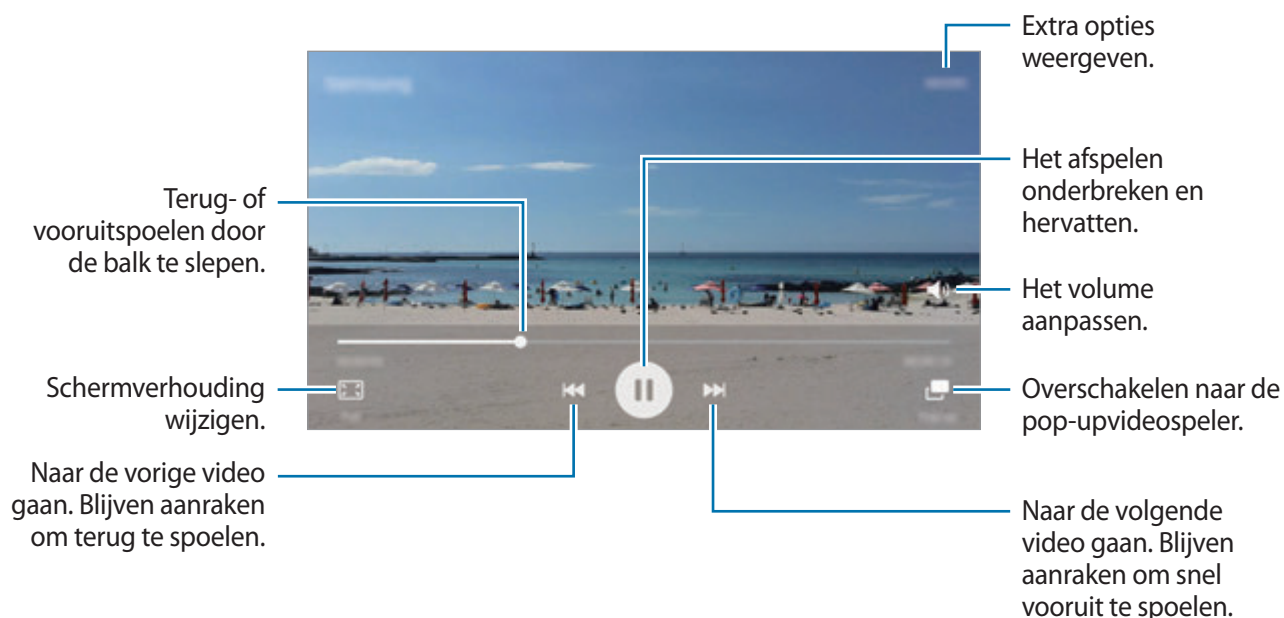 Extra opties
weergeven.
Het afspelen
onderbreken en
hervatten.
Terug- of
vooruitspoelen door
de balk te slepen.
Het volume
aanpassen.
Schermverhouding
wijzigen.
Overschakelen naar de
pop-upvideospeler.
Naar de vorige video
gaan. Blijven aanraken
om terug te spoelen.
Naar de volgende
video gaan. Blijven
aanraken om snel
vooruit te spoelen.